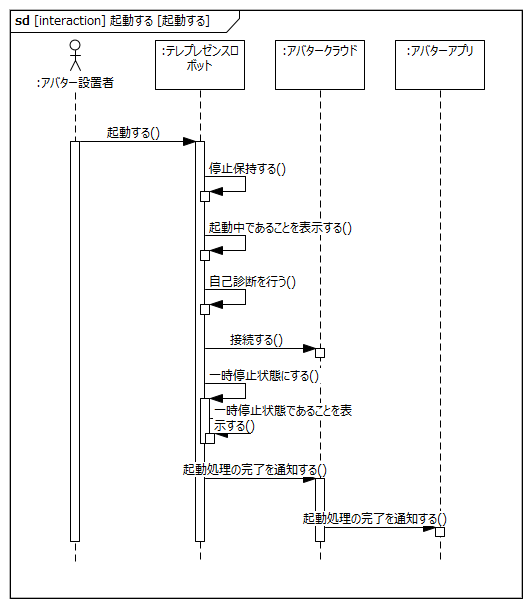 sd [interaction] 起動する [起動する]
:アバター設置者
:テレプレゼンスロ
ボット
:アバタークラウド
:アバターアプリ
起動する()
停止保持する()
起動中であることを表示する()
自己診断を行う()
接続する()
一時停止状態にする()
一時停止状態であることを表
示する()
起動処理の完了を通知する()
起動処理の完了を通知する()